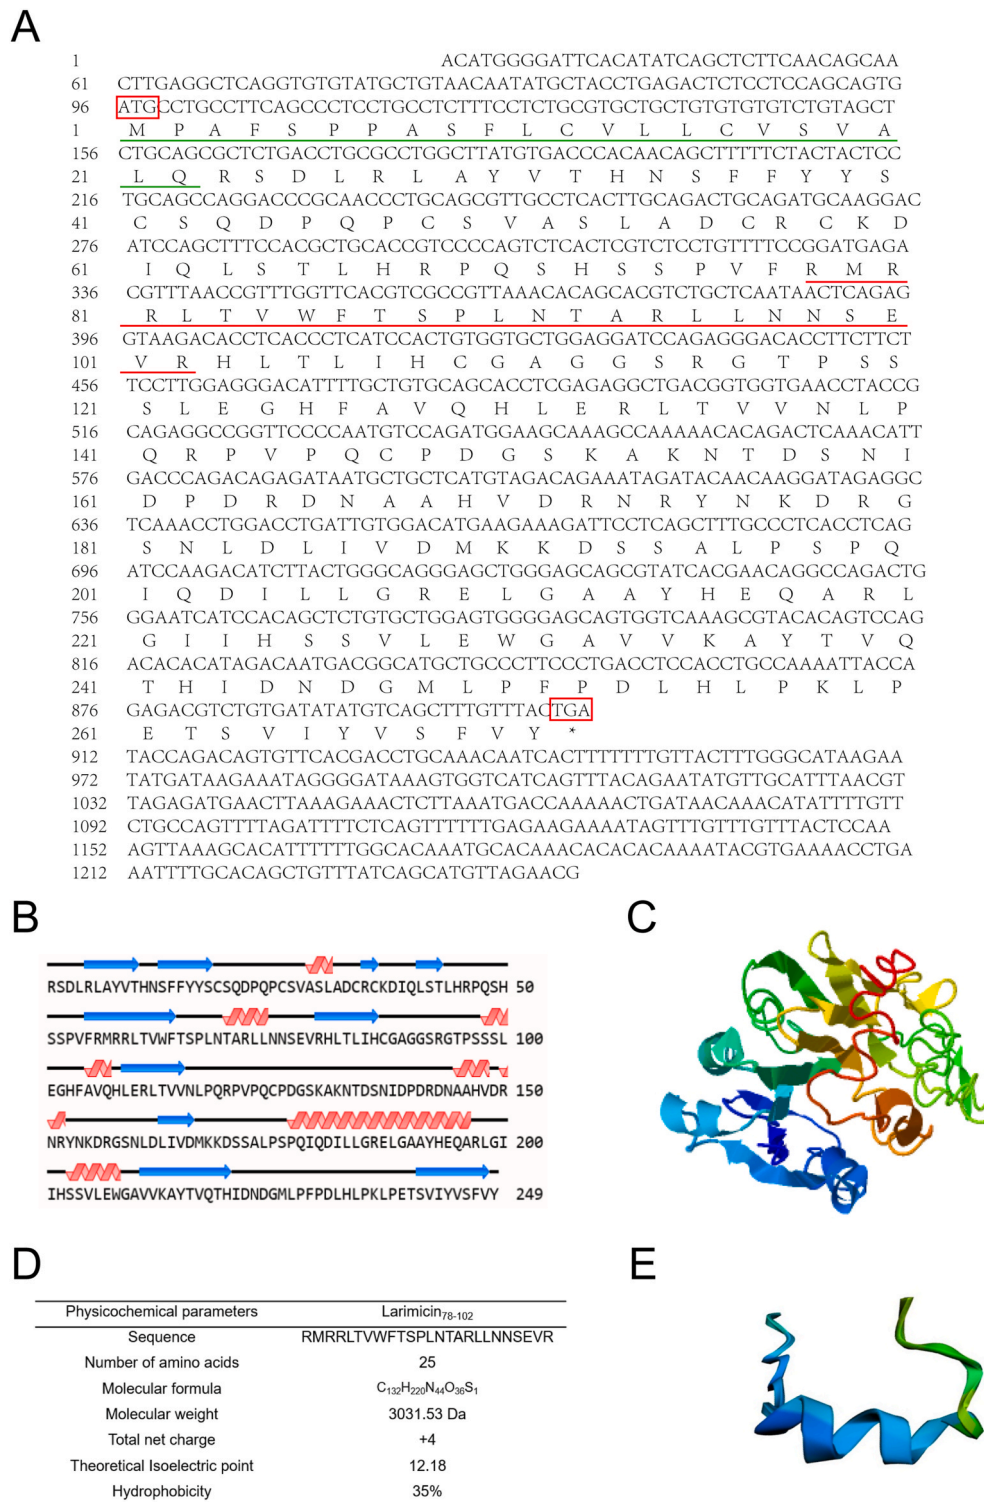 A
1 ACATGGGGATTCACATATCAGCTCTTCAACAGCAA
61 CTTGAGGCTCAGGTGTGTATGCTGTAACAATATGCTACCTGAGACTCTCCTCCAGCAGTG
96 ATGCCTGCCTTCAGCCCTCCTGCCTCTTTCCTCTGCGTGCTGCTGTGTGTGTCTGTAGCT
1 M P A F S P P A S F L C V L L C V S V A
156 CTGCAGCGCTCTGACCTGCGCCTGGCTTATGTGACCCACAACAGCTTTTTCTACTACTCC
21 L Q R S D L R L A Y V T H N S F F Y Y S
216 TGCAGCCAGGACCCGCAACCCTGCAGCGTTGCCTCACTTGCAGACTGCAGATGCAAGGAC
41 C S Q D P Q P C S V A S L A D C R C K D
276 ATCCAGCTTTCCACGCTGCACCGTCCCCAGTCTCACTCGTCTCCTGTTTTCCGGATGAGA
61 I Q L S T L H R P Q S H S S P V F R M R
336 CGTTTAACCGTTTGGTTCACGTCGCCGTTAAACACAGCACGTCTGCTCAATAACTCAGAG
81 R L T V W F T S P L N T A R L L N N S E
396 GTAAGACACCTCACCCTCATCCACTGTGGTGCTGGAGGATCCAGAGGGACACCTTCTTCT
101 V R H L T L I H C G A G G S R G T P S S
456 TCCTTGGAGGGACATTTTGCTGTGCAGCACCTCGAGAGGCTGACGGTGGTGAACCTACCG
121 S L E G H F A V Q H L E R L T V V N L P
516 CAGAGGCCGGTTCCCCAATGTCCAGATGGAAGCAAAGCCAAAAACACAGACTCAAACATT
141 Q R P V P Q C P D G S K A K N T D S N I
576 GACCCAGACAGAGATAATGCTGCTCATGTAGACAGAAATAGATACAACAAGGATAGAGGC
161 D P D R D N A A H V D R N R Y N K D R G
636 TCAAACCTGGACCTGATTGTGGACATGAAGAAAGATTCCTCAGCTTTGCCCTCACCTCAG
181 S N L D L I V D M K K D S S A L P S P Q
696 ATCCAAGACATCTTACTGGGCAGGGAGCTGGGAGCAGCGTATCACGAACAGGCCAGACTG
201 I Q D I L L G R E L G A A Y H E Q A R L
756 GGAATCATCCACAGCTCTGTGCTGGAGTGGGGAGCAGTGGTCAAAGCGTACACAGTCCAG
221 G I I H S S V L E W G A V V K A Y T V Q
816 ACACACATAGACAATGACGGCATGCTGCCCTTCCCTGACCTCCACCTGCCAAAATTACCA
241 T H I D N D G M L P F P D L H L P K L P
876 GAGACGTCTGTGATATATGTCAGCTTTGTTTACTGA
261 E T S V I Y V S F V Y *
912 TACCAGACAGTGTTCACGACCTGCAAACAATCACTTTTTTTGTTACTTTGGGCATAAGAA
972 TATGATAAGAAATAGGGGATAAAGTGGTCATCAGTTTACAGAATATGTTGCATTTAACGT
1032 TAGAGATGAACTTAAAGAAACTCTTAAATGACCAAAAACTGATAACAAACATATTTTGTT
1092 CTGCCAGTTTTAGATTTTCTCAGTTTTTTGAGAAGAAAATAGTTTGTTTGTTTACTCCAA
1152 AGTTAAAGCACATTTTTTGGCACAAATGCACAAACACACACAAAATACGTGAAAACCTGA
1212 AATTTTGCACAGCTGTTTATCAGCATGTTAGAACG
B
RSDLRLAYVTHNSFFYYSCSQDPQPCSVASLADCRCKDIQLSTLHRPQSH 50
SSPVFRMRRLTVWFTSPLNTARLLNNSEVRHLTLIHCGAGGSRGTPSSSL 100
EGHFAVQHLERLTVVNLPQRPVPQCPDGSKAKNTDSNIDPDRDNAAHVDR 150
NRYNKDRGSNLDLIVDMKKDSSALPSPQIQDILLGRELGAAYHEQARLGI 200
IHSSVLEWGAVVKAYTVQTHIDNDGMLPFPDLHLPKLPETSVIYVSFVY 249
C
D
Physicochemical parameters Larimicin78-102
Sequence RMRRLTVWFTSPLNTARLLNNSEVR
Number of amino acids 25
Molecular formula C132H220N44O36S1
Molecular weight 3031.53 Da
Total net charge +4
Theoretical Isoelectric point 12.18
Hydrophobicity 35%
E